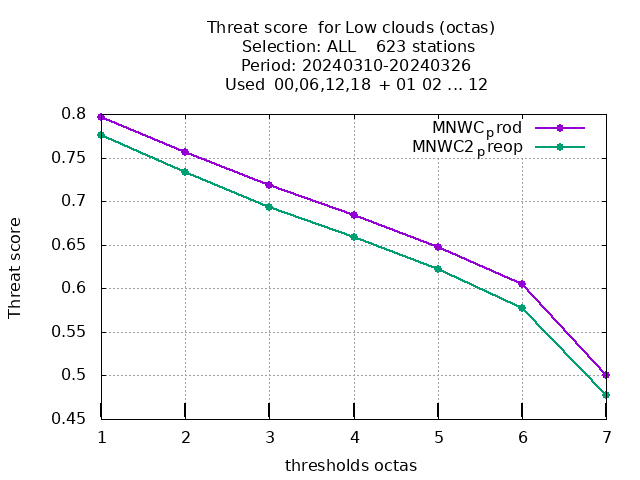 Threat score  for Low clouds (octas)
Selection: ALL    623 stations
Period: 20240310-20240326
Used  00,06,12,18  + 01 02 ... 12
MNWCprod
MNWC2preop
0.8
0.75
0.7
0.65
0.6
0.55
0.5
0.45
Threat score
1 2 3 4 5 6 7
thresholds octas